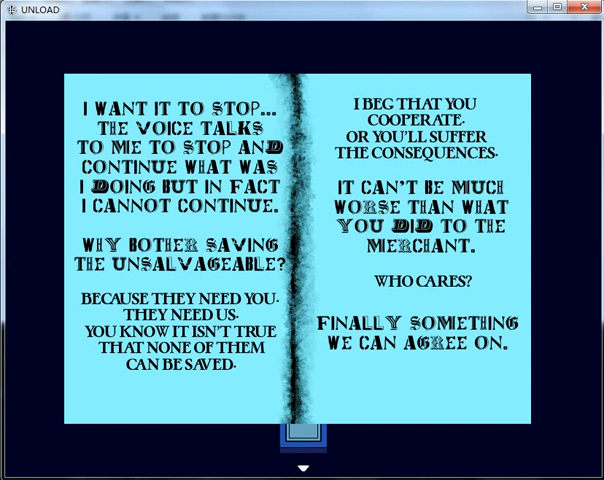 UNLOAD
I WANT IT TO STOP...
THE VOICE TALKS
TO ME TO STOP AND
CONTINUE WHAT WAS
I DOING BUT IN FACT
I CANNOT CONTINUE.
WHY BOTHER SAVING
THE UNSALVAGEABLE?
BECAUSE THEY NEED YOU.
THEY NEED US.
YOU KNOW IT ISN'T TRUE
THAT NONE OF THEM
CAN BE SAVED.
I BEG THAT YOU
COOPERATE.
OR YOU'LL SUFFER
THE CONSEQUENCES.
IT CAN'T BE MUCH
WORSE THAN WHAT
YOU DID TO THE
MERCHANT.
WHO CARES?
FINALLY SOMETHING
WE CAN AGREE ON.